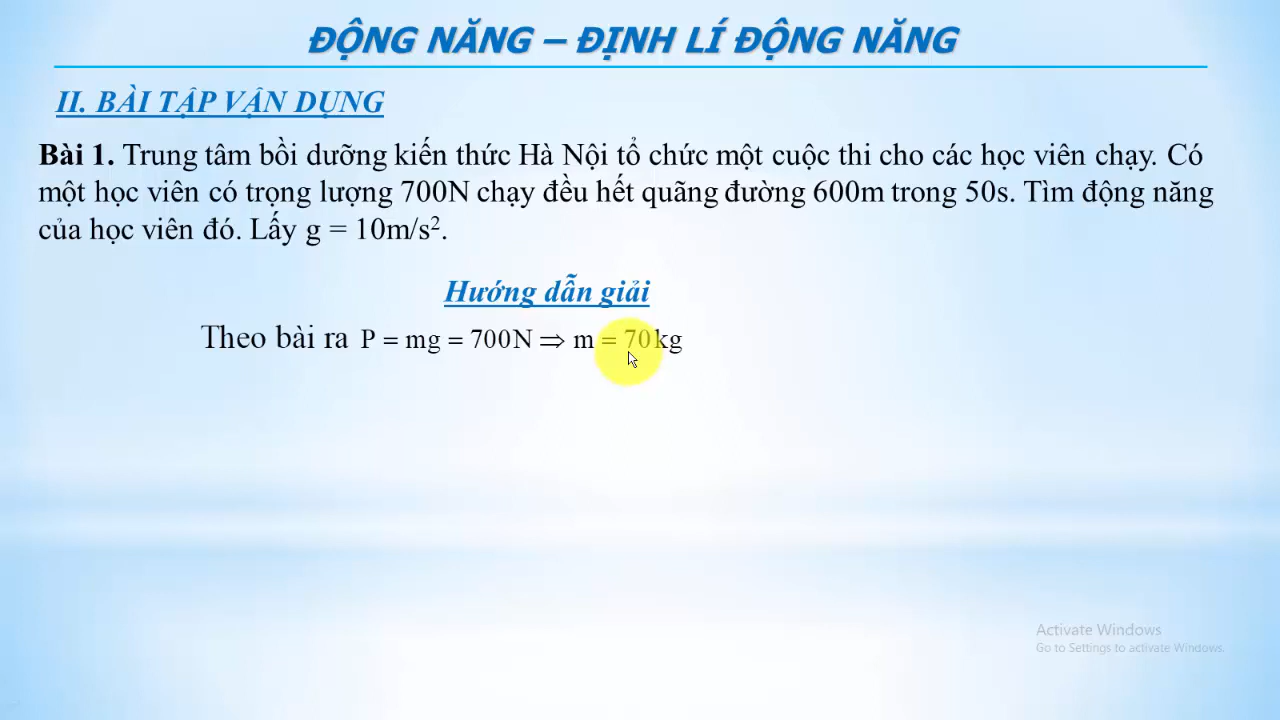 ĐỘNG NĂNG – ĐỊNH LÍ ĐỘNG NĂNG
II. BÀI TẬP VẬN DỤNG
Bài 1. Trung tâm bồi dưỡng kiến thức Hà Nội tổ chức một cuộc thi cho các học viên chạy. Có
một học viên có trọng lượng 700N chạy đều hết quãng đường 600m trong 50s. Tìm động năng
của học viên đó. Lấy g = 10m/s².
Hướng dẫn giải
Theo bài ra P = mg = 700N ⇒ m = 70kg
Activate Windows
Go to Settings to activate Windows.